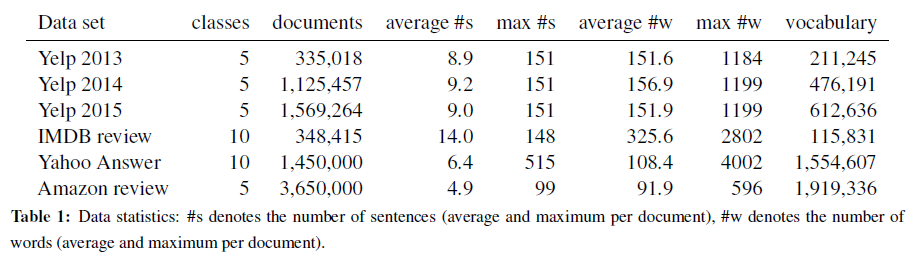 Data set classes documents average #s max #s average #w max #w vocabulary
Yelp 2013 5 335,018 8.9 151 151.6 1184 211,245
Yelp 2014 5 1,125,457 9.2 151 156.9 1199 476,191
Yelp 2015 5 1,569,264 9.0 151 151.9 1199 612,636
IMDB review 10 348,415 14.0 148 325.6 2802 115,831
Yahoo Answer 10 1,450,000 6.4 515 108.4 4002 1,554,607
Amazon review 5 3,650,000 4.9 99 91.9 596 1,919,336
Table 1: Data statistics: #s denotes the number of sentences (average and maximum per document), #w denotes the number of
words (average and maximum per document).